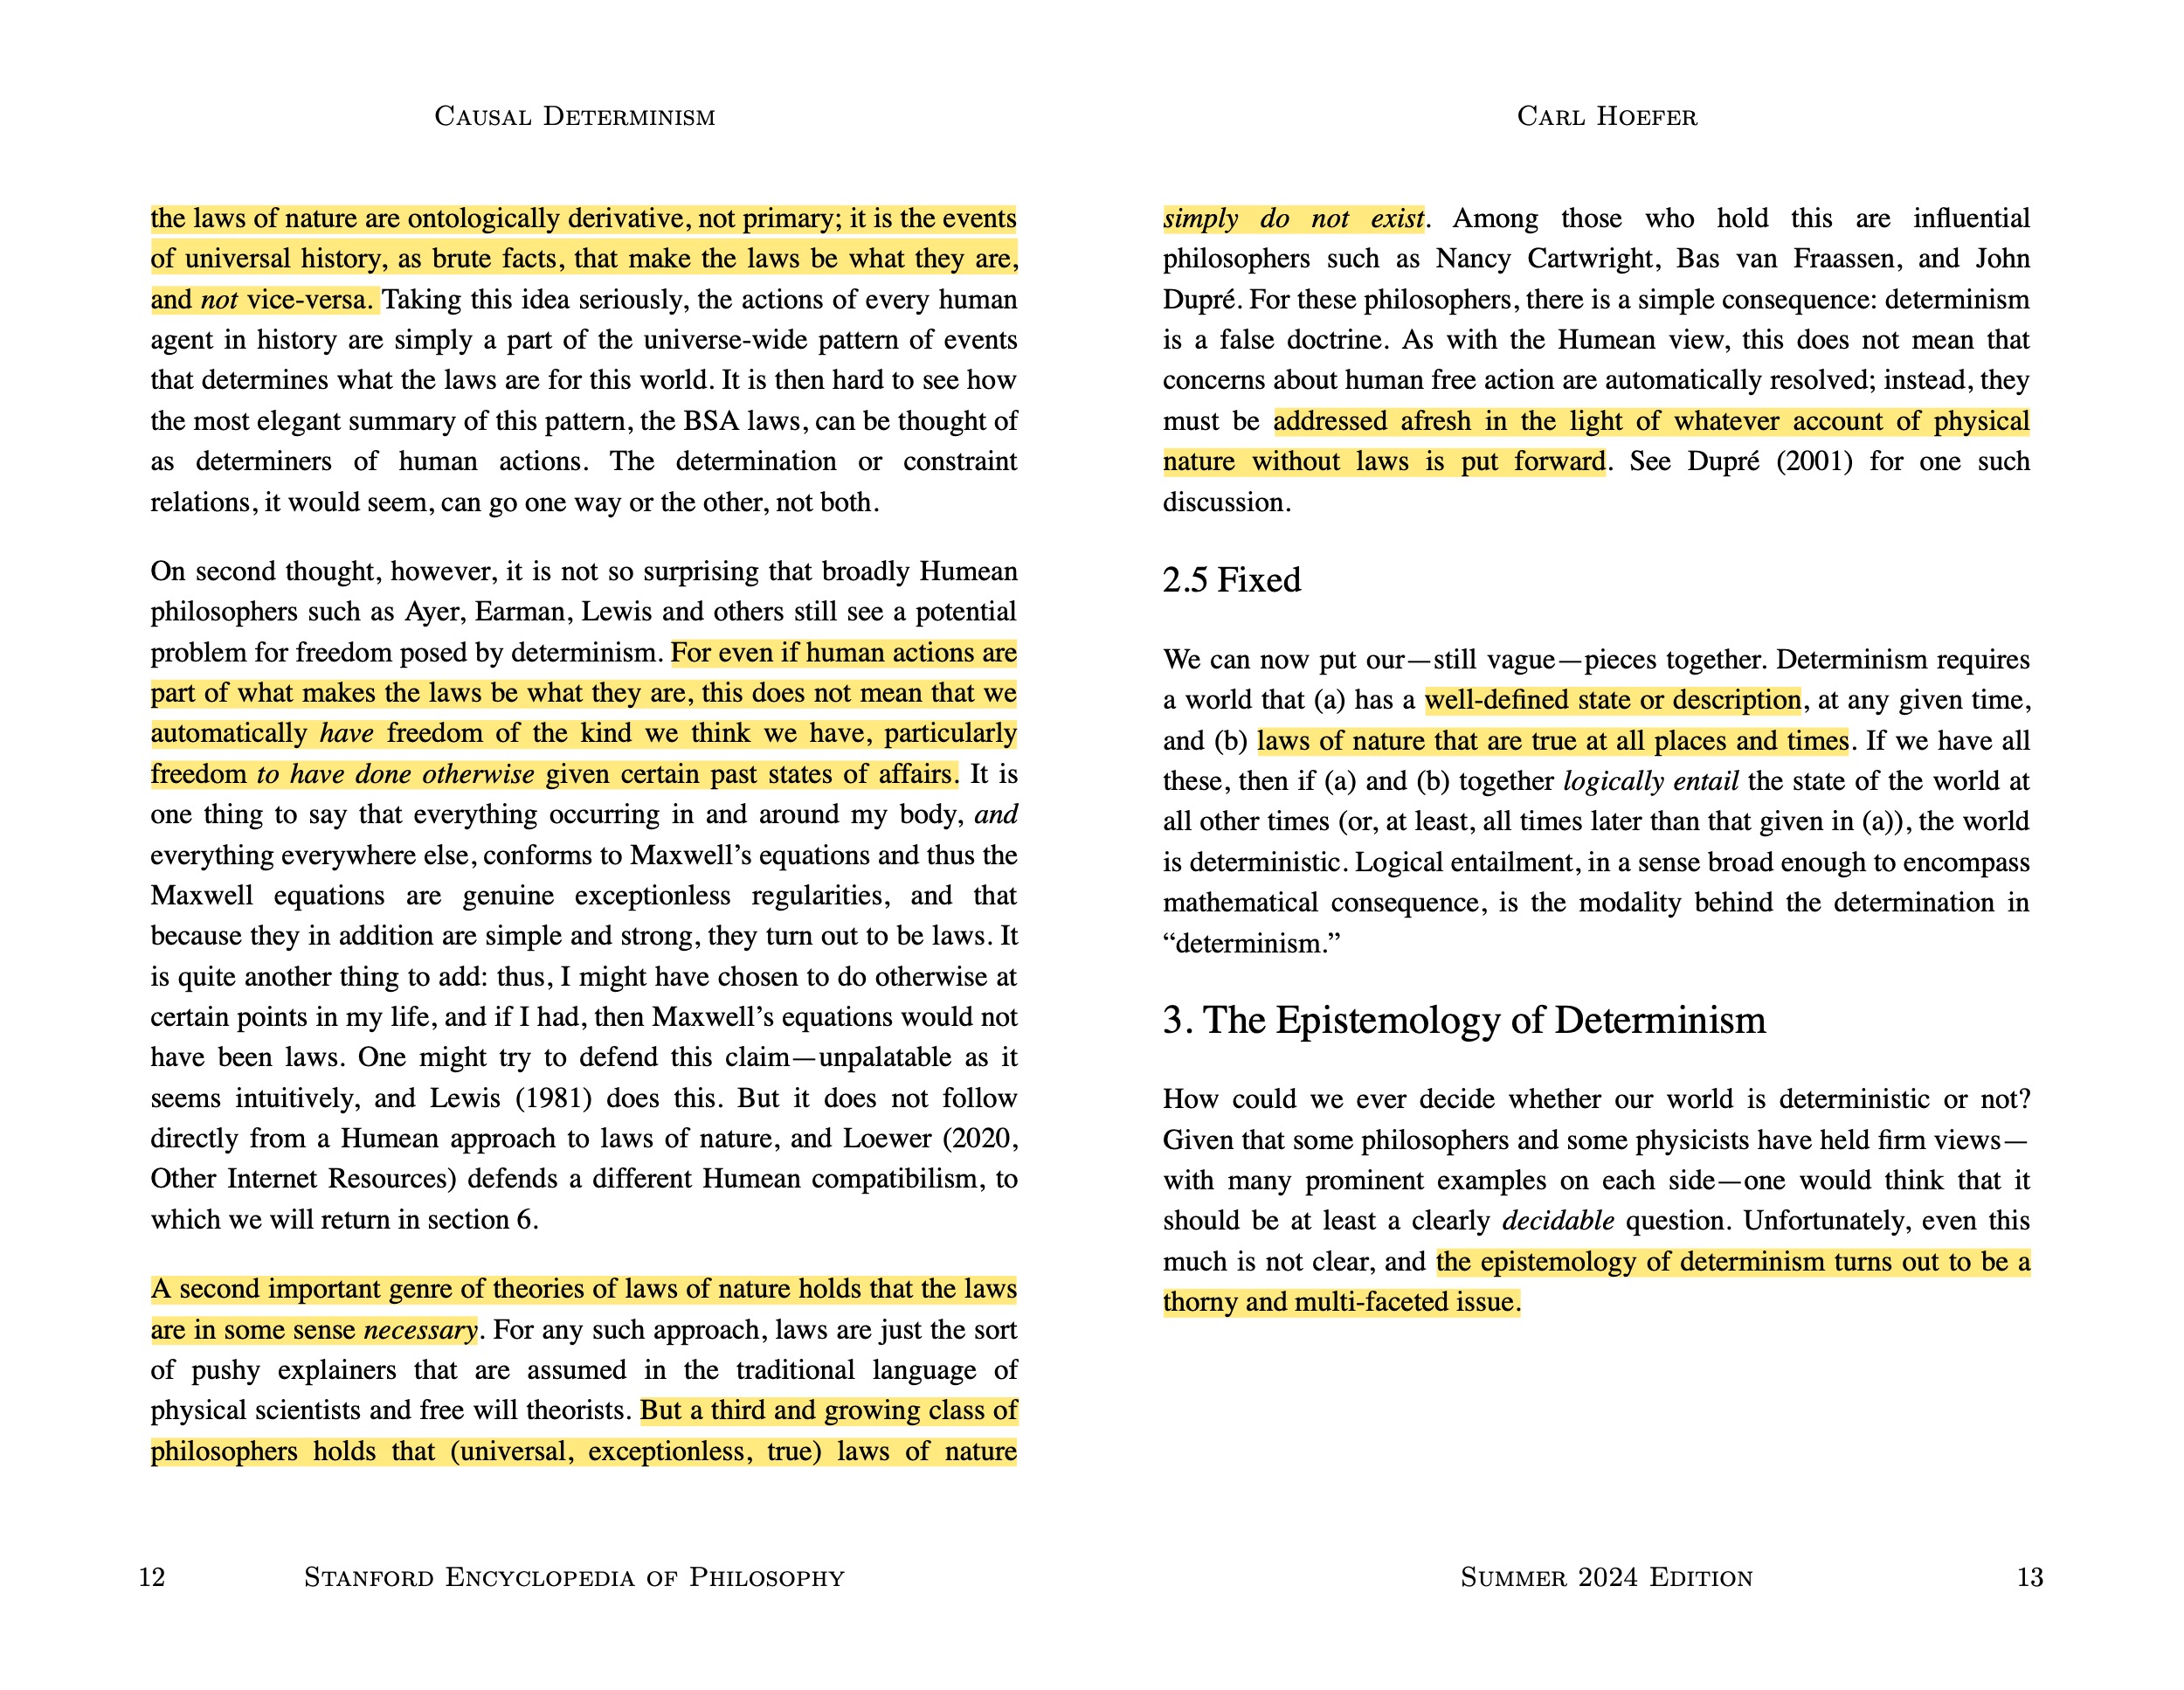 CAUSAL DETERMINISM
the laws of nature are ontologically derivative, not primary; it is the events
of universal history, as brute facts, that make the laws be what they are,
and not vice-versa. Taking this idea seriously, the actions of every human
agent in history are simply a part of the universe-wide pattern of events
that determines what the laws are for this world. It is then hard to see how
the most elegant summary of this pattern, the BSA laws, can be thought of
as determiners of human actions. The determination or constraint
relations, it would seem, can go one way or the other, not both.
On second thought, however, it is not so surprising that broadly Humean
philosophers such as Ayer, Earman, Lewis and others still see a potential
problem for freedom posed by determinism. For even if human actions are
part of what makes the laws be what they are, this does not mean that we
automatically have freedom of the kind we think we have, particularly
freedom to have done otherwise given certain past states of affairs. It is
one thing to say that everything occurring in and around my body, and
everything everywhere else, conforms to Maxwell’s equations and thus the
Maxwell equations are genuine exceptionless regularities, and that
because they in addition are simple and strong, they turn out to be laws. It
is quite another thing to add: thus, I might have chosen to do otherwise at
certain points in my life, and if I had, then Maxwell’s equations would not
have been laws. One might try to defend this claim—unpalatable as it
seems intuitively, and Lewis (1981) does this. But it does not follow
directly from a Humean approach to laws of nature, and Loewer (2020,
Other Internet Resources) defends a different Humean compatibilism, to
which we will return in section 6.
A second important genre of theories of laws of nature holds that the laws
are in some sense necessary. For any such approach, laws are just the sort
of pushy explainers that are assumed in the traditional language of
physical scientists and free will theorists. But a third and growing class of
philosophers holds that (universal, exceptionless, true) laws of nature
12
STANFORD ENCYCLOPEDIA OF PHILOSOPHY
CARL HOEFER
simply do not exist. Among those who hold this are influential
philosophers such as Nancy Cartwright, Bas van Fraassen, and John
Dupré. For these philosophers, there is a simple consequence: determinism
is a false doctrine. As with the Humean view, this does not mean that
concerns about human free action are automatically resolved; instead, they
must be addressed afresh in the light of whatever account of physical
nature without laws is put forward. See Dupré (2001) for one such
discussion.
2.5 Fixed
We can now put our—still vague—pieces together. Determinism requires
a world that (a) has a well-defined state or description, at any given time,
and (b) laws of nature that are true at all places and times. If we have all
these, then if (a) and (b) together logically entail the state of the world at
all other times (or, at least, all times later than that given in (a)), the world
is deterministic. Logical entailment, in a sense broad enough to encompass
mathematical consequence, is the modality behind the determination in
“determinism.”
3. The Epistemology of Determinism
How could we ever decide whether our world is deterministic or not?
Given that some philosophers and some physicists have held firm views—
with many prominent examples on each side—one would think that it
should be at least a clearly decidable question. Unfortunately, even this
much is not clear, and the epistemology of determinism turns out to be a
thorny and multi-faceted issue.
SUMMER 2024 EDITION
13